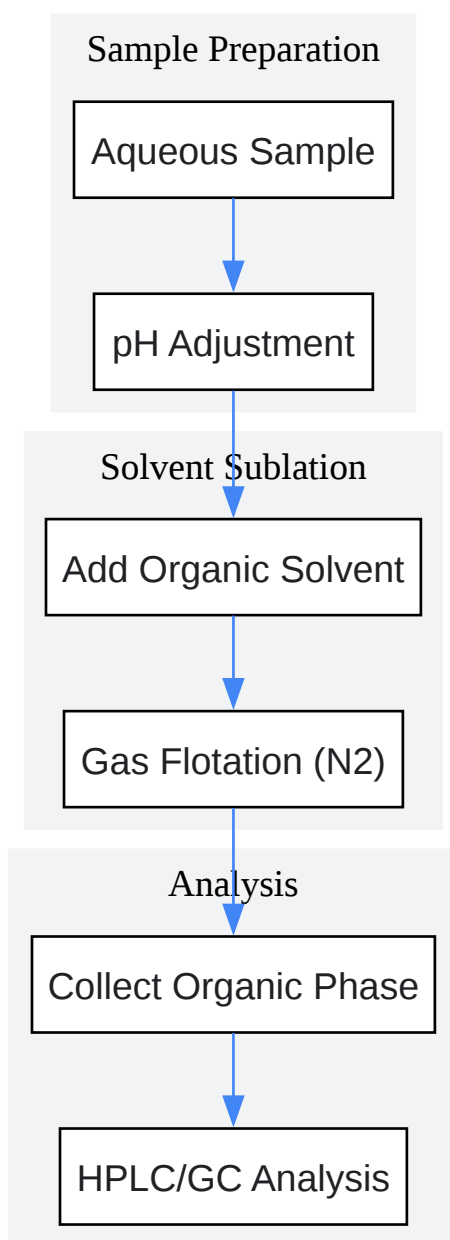 Sample Preparation
Aqueous Sample
pH Adjustment
Solvent Sublation
Add Organic Solvent
Gas Flotation (N2)
Analysis
Collect Organic Phase
HPLC/GC Analysis